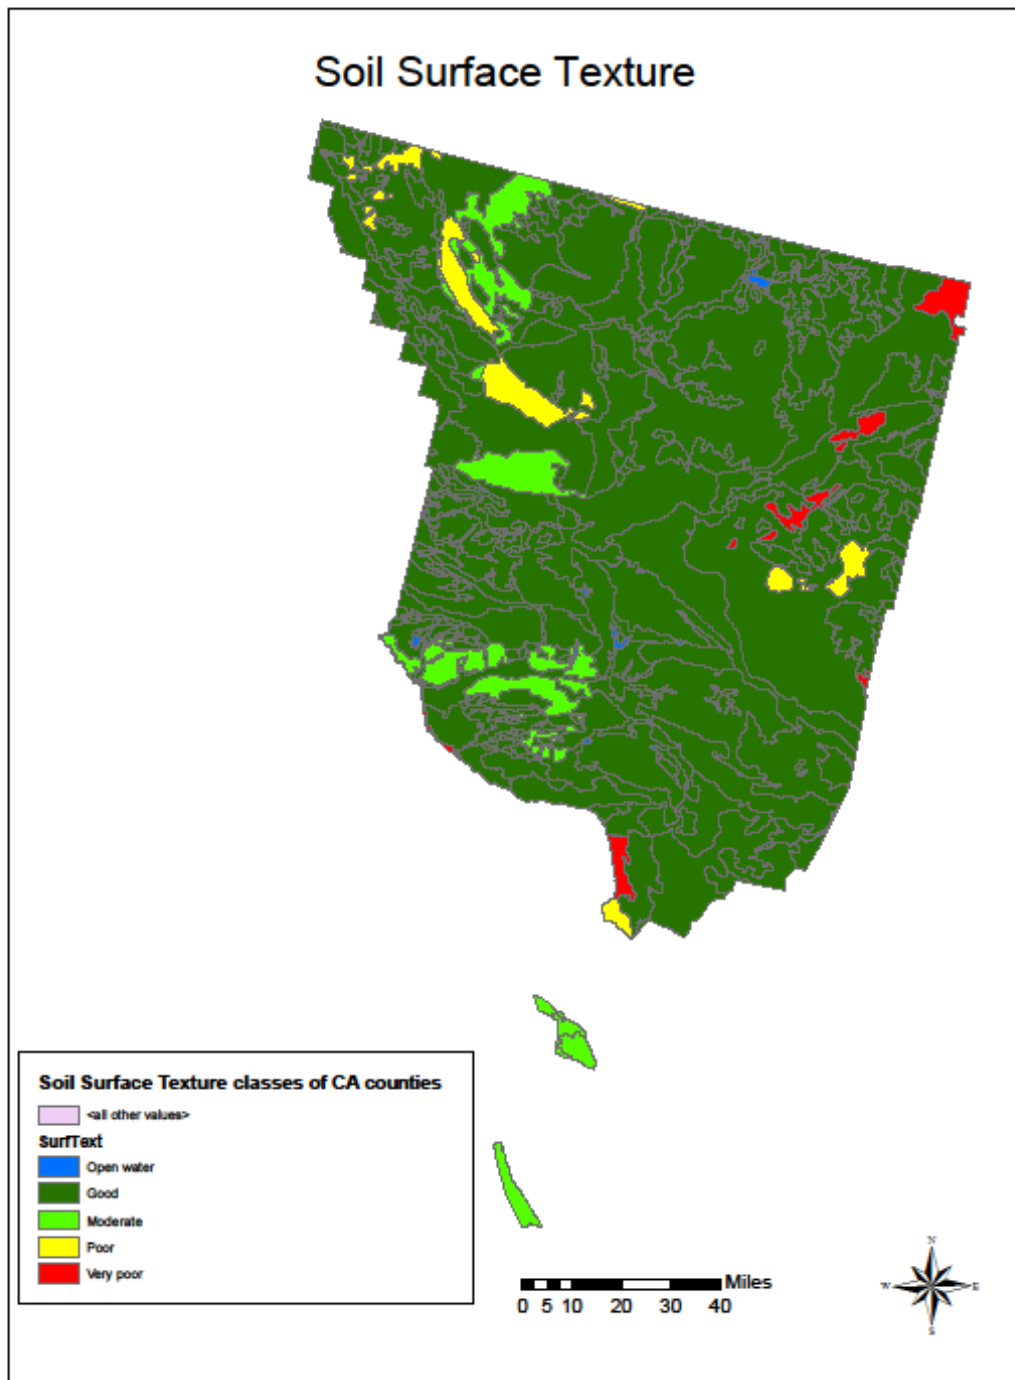 Soil Surface Texture
Soil Surface Texture classes of CA counties
<all other values>
SurfText
Open water
Good
Moderate
Poor
Very poor
Miles
0 5 10 20 30 40
N
W E
S